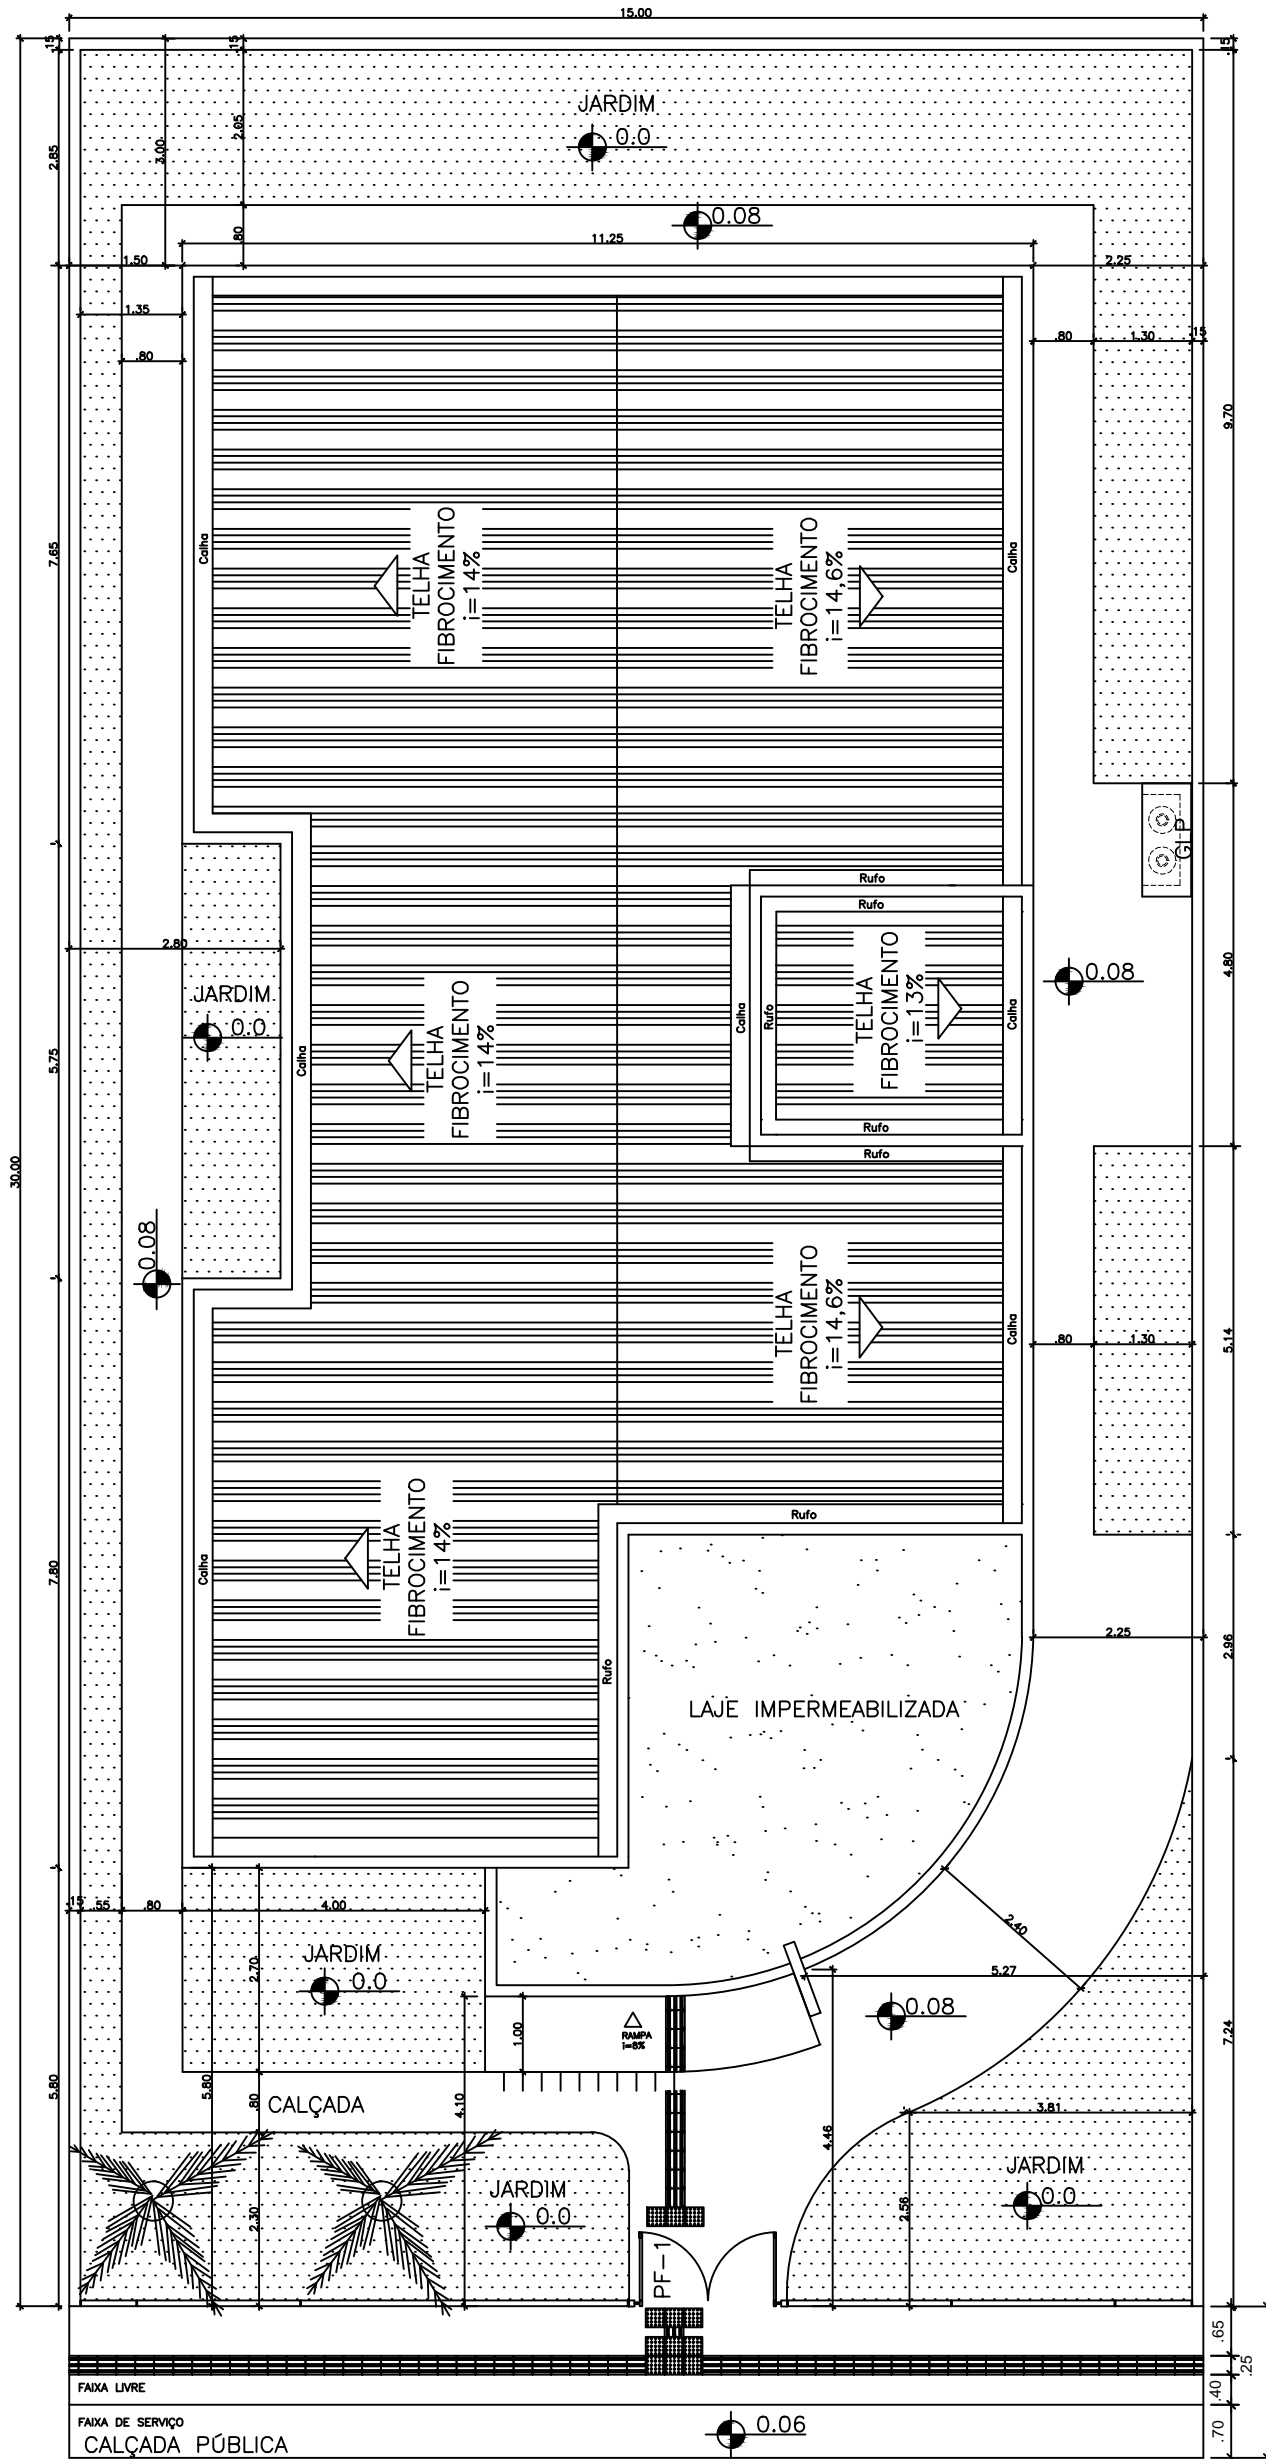 15.00
.15
.15
.15
JARDIM
0.0
2.05
3.00
2.85
0.08
.80
11.25
1.50
2.25
1.35
.80
1.30
.15
.80
9.70
TELHA
FIBROCIMENTO
i=14%
TELHA
FIBROCIMENTO
i=14,6%
Calha
Calha
7.65
GLP
Rufo
Rufo
2.80
JARDIM
0.0
TELHA
FIBROCIMENTO
i=13%
0.08
4.80
Calha
Rufo
Calha
Calha
TELHA
FIBROCIMENTO
i=14%
5.75
Rufo
Rufo
30.00
0.08
TELHA
FIBROCIMENTO
i=14,6%
Calha
.80
1.30
5.14
Rufo
TELHA
FIBROCIMENTO
i=14%
Calha
7.80
2.25
2.96
Rufo
LAJE IMPERMEABILIZADA
.15
.55
.80
4.00
2.40
JARDIM
0.0
2.70
5.27
0.08
1.00
RAMPA
i=8%
7.24
5.80
5.80
.80
CALÇADA
4.10
3.81
4.46
JARDIM
0.0
JARDIM
0.0
2.30
2.56
PF-1
.65
.25
FAIXA LIVRE
.40
FAIXA DE SERVIÇO
0.06
.70
CALÇADA PÚBLICA